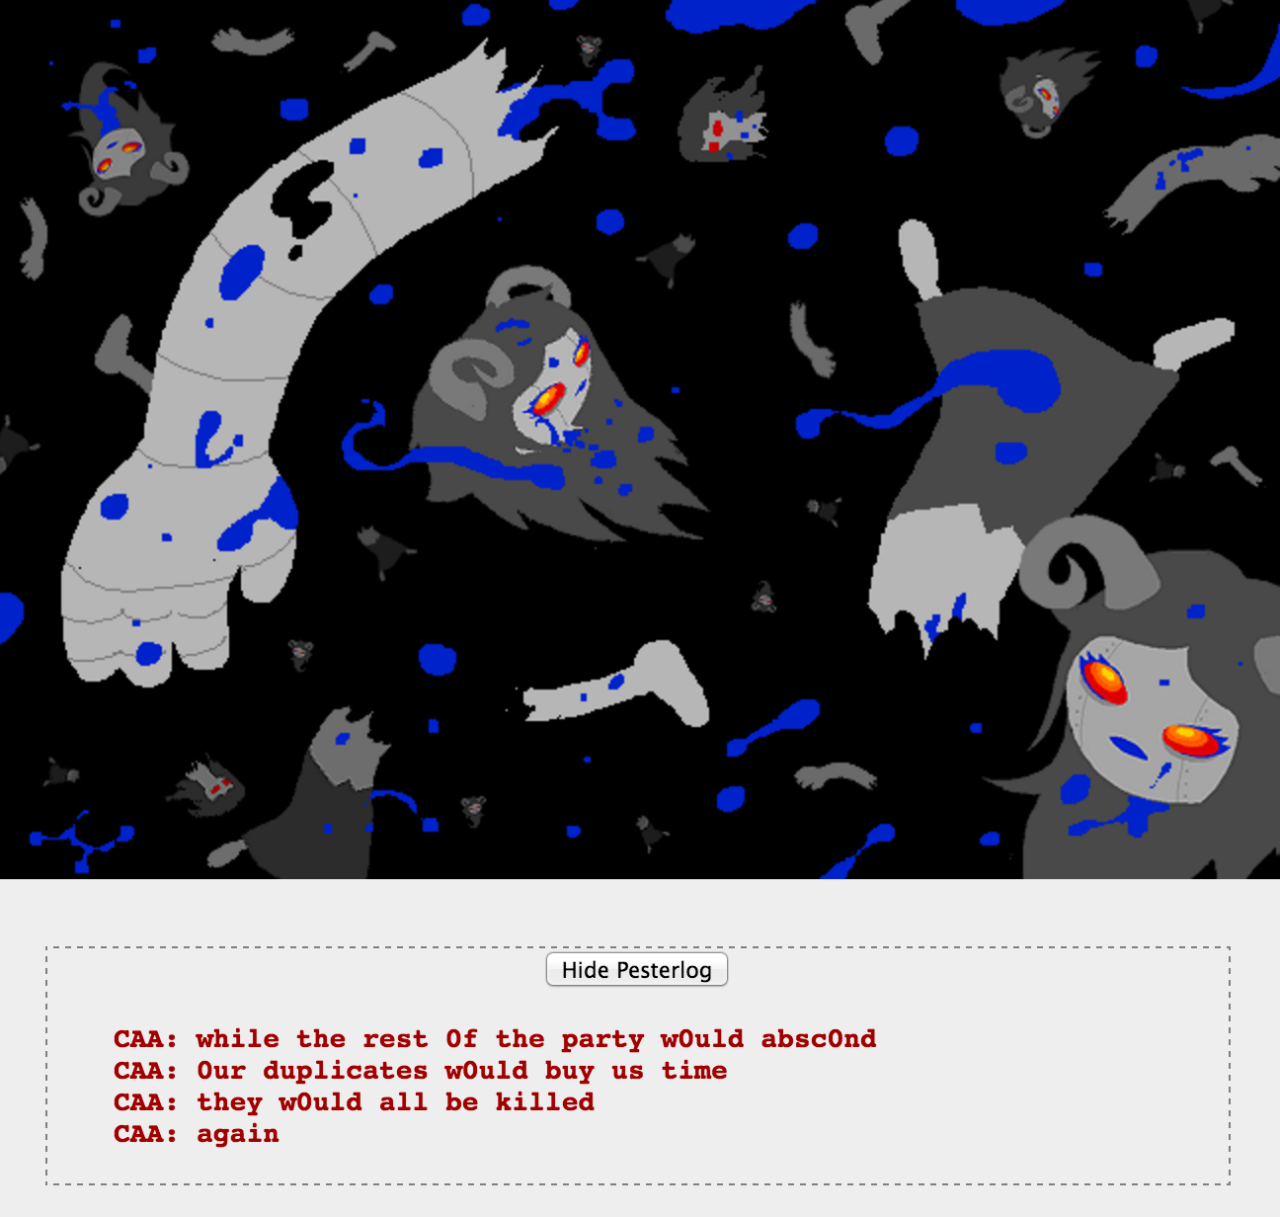 Hide Pesterlog
CAA: while the rest 0f the party w0uld absc0nd
CAA: 0ur duplicates w0uld buy us time
CAA: they w0uld all be killed
CAA: again